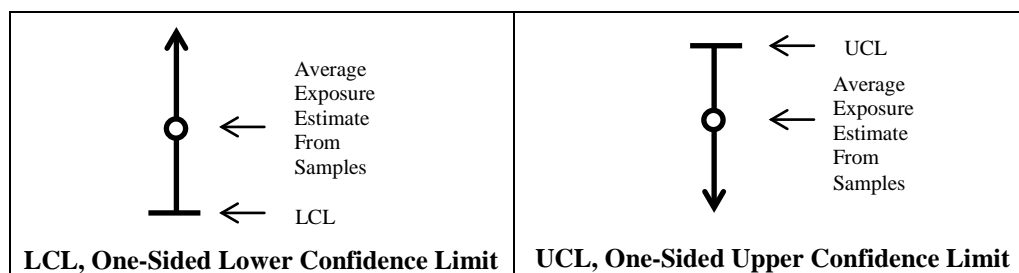 Average
Exposure
Estimate
From
Samples
LCL
LCL, One-Sided Lower Confidence Limit
UCL
Average
Exposure
Estimate
From
Samples
UCL, One-Sided Upper Confidence Limit